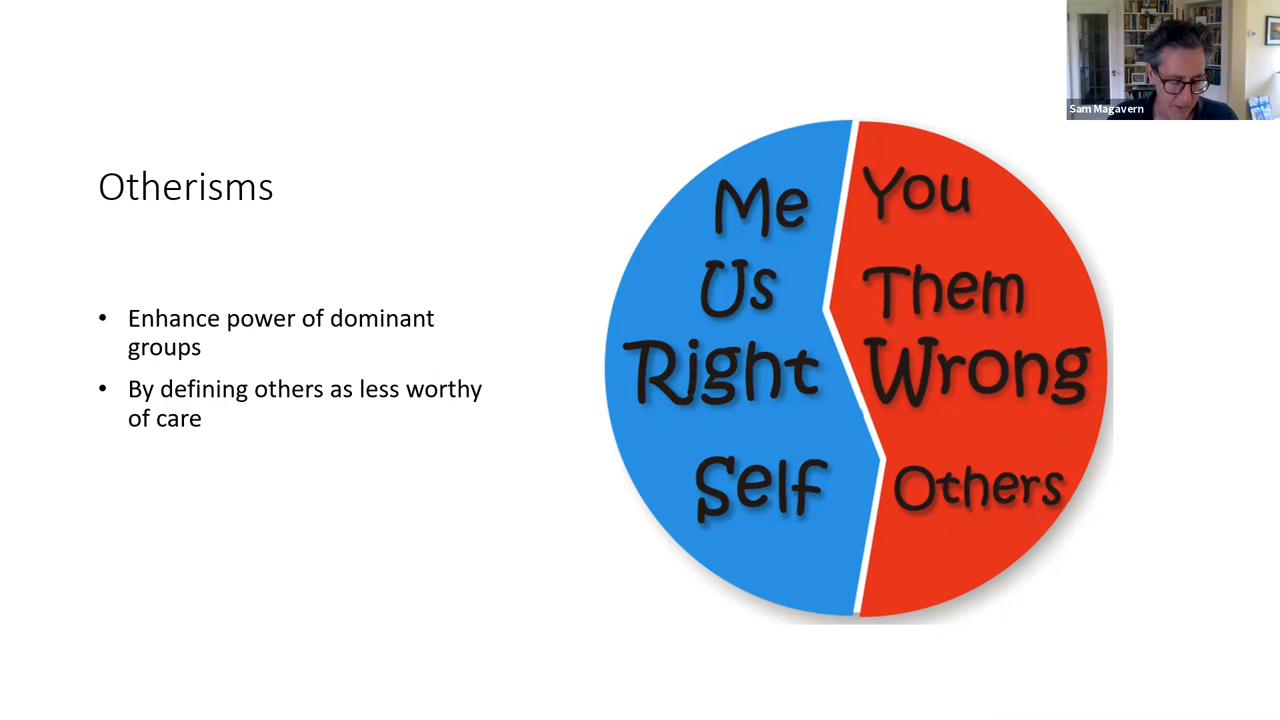 Sam Magavern
Otherisms
• Enhance power of dominant
groups
• By defining others as less worthy
of care
Me
Us
Right
Self
You
Them
Wrong
Others